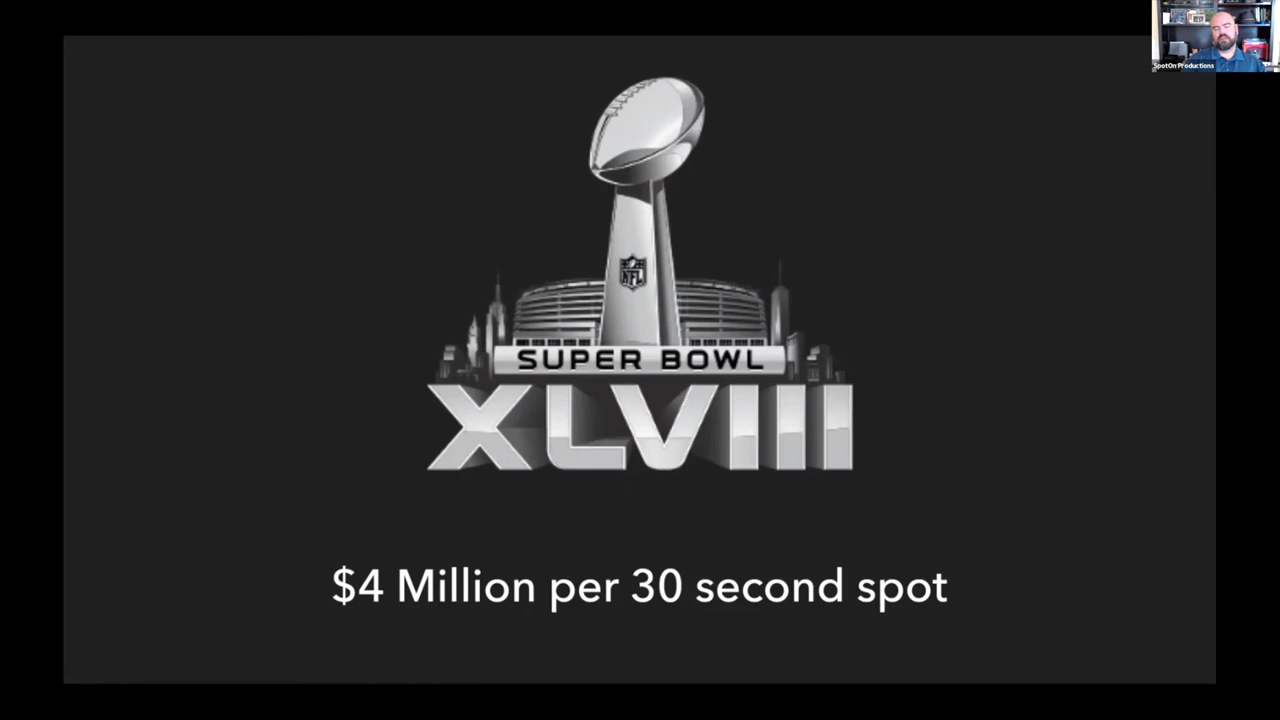 SpotOn Productions
NFL
SUPER BOWL
XLVIII
$4 Million per 30 second spot